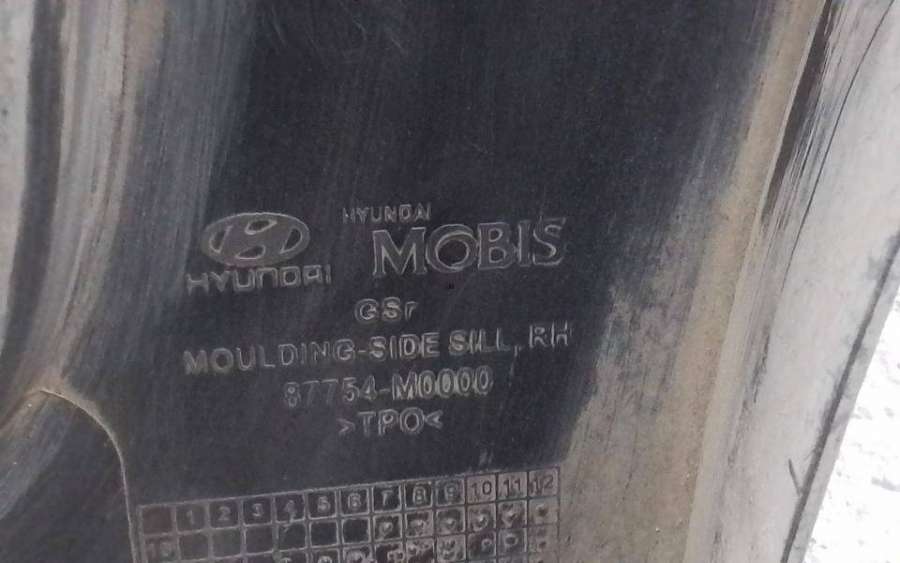 HYUNDAI
HYUNDAI MOBIS
GSr
MOULDING-SIDE SILL, RH
87754-M0000
>TPO<
1 2 3 4 5 6 7 8 9 10 11 12